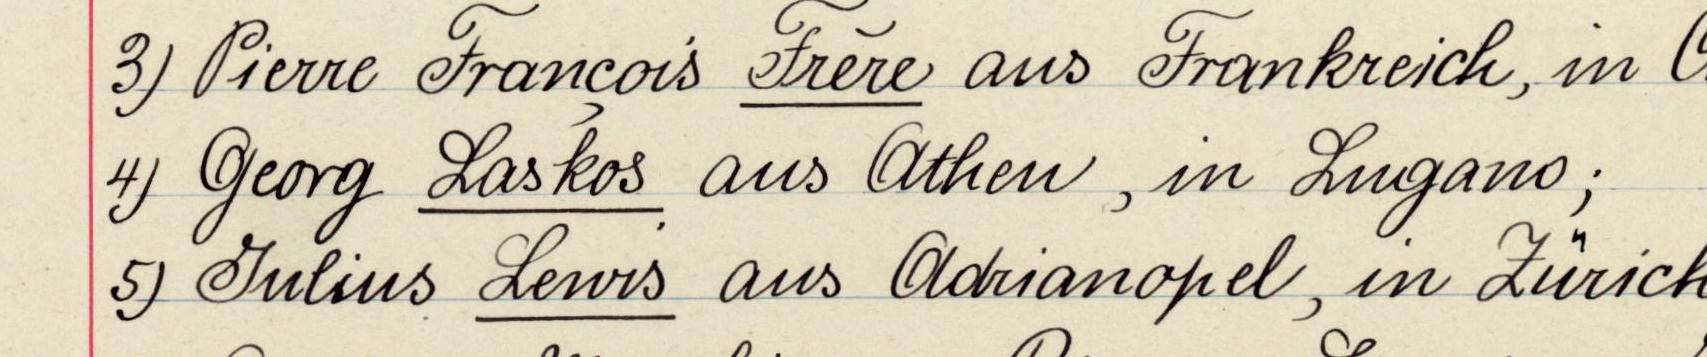 3) Pierre François Frère aus Frankreich, in
4) Georg Laskos aus Athen, in Lugano;
5) Julius Lewis aus Adrianopel, in Zürich